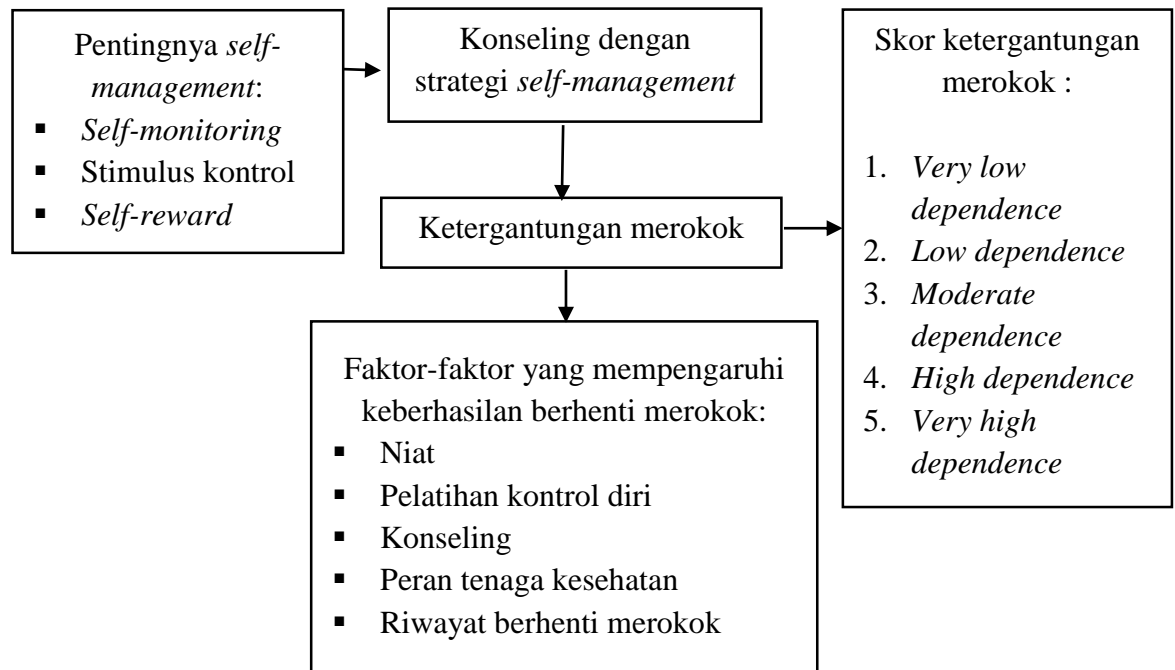 Pentingnya self-
management:
▪ Self-monitoring
▪ Stimulus kontrol
▪ Self-reward
Konseling dengan
strategi self-management
Ketergantungan merokok
Skor ketergantungan
merokok :
1. Very low
dependence
2. Low dependence
3. Moderate
dependence
4. High dependence
5. Very high
dependence
Faktor-faktor yang mempengaruhi
keberhasilan berhenti merokok:
▪ Niat
▪ Pelatihan kontrol diri
▪ Konseling
▪ Peran tenaga kesehatan
▪ Riwayat berhenti merokok